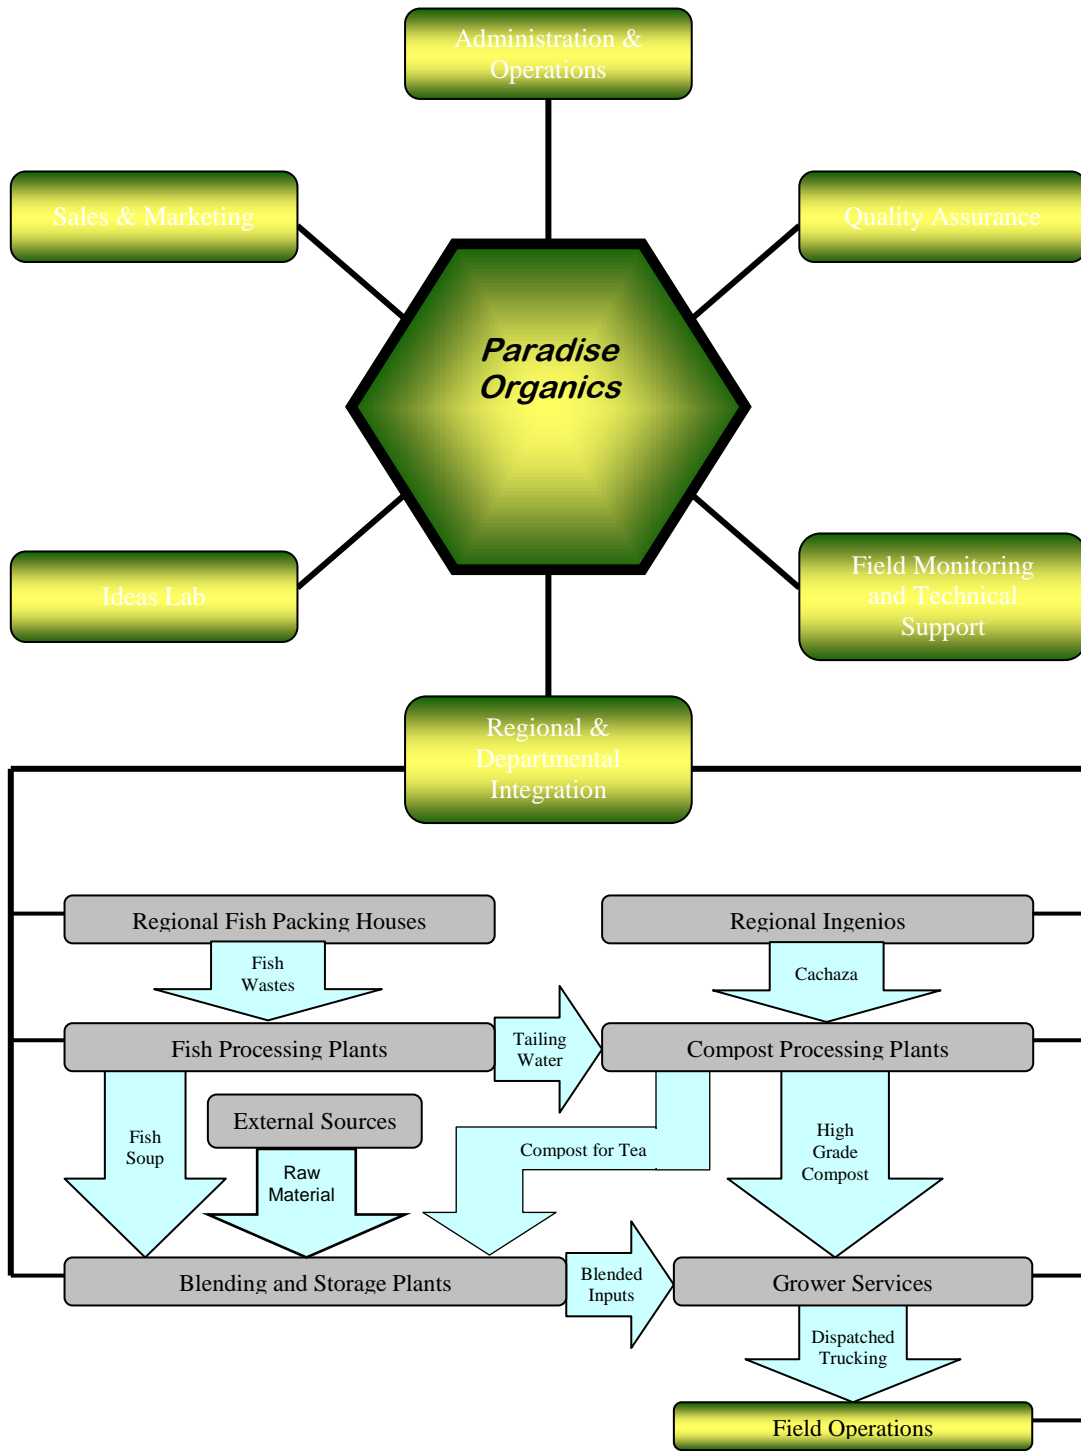 Administration &
Operations
Sales & Marketing
Quality Assurance
Paradise
Organics
Ideas Lab
Field Monitoring
and Technical
Support
Regional &
Departmental
Integration
Regional Fish Packing Houses
Regional Ingenios
Fish
Wastes
Cachaza
Fish Processing Plants
Tailing
Water
Compost Processing Plants
External Sources
Fish
Soup
Raw
Material
Compost for Tea
High
Grade
Compost
Blending and Storage Plants
Blended
Inputs
Grower Services
Dispatched
Trucking
Field Operations